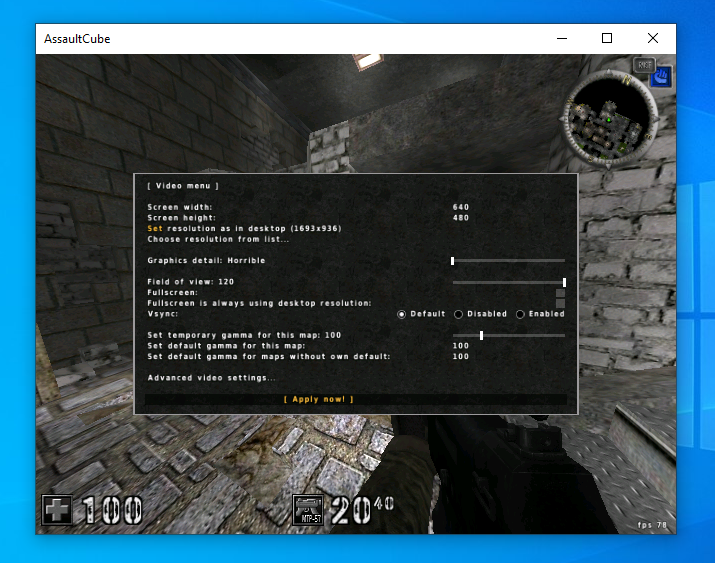 AssaultCube
[ Video menu ]
Screen width: 640
Screen height: 480
Set resolution as in desktop (1693x936)
Choose resolution from list...
Graphics detail: Horrible
Field of view: 120
Fullscreen:
Fullscreen is always using desktop resolution:
Vsync: Default Disabled Enabled
Set temporary gamma for this map: 100
Set default gamma for this map: 100
Set default gamma for maps without own default: 100
Advanced video settings...
[ Apply now! ]
100
MTP-57
20 40
fps 78